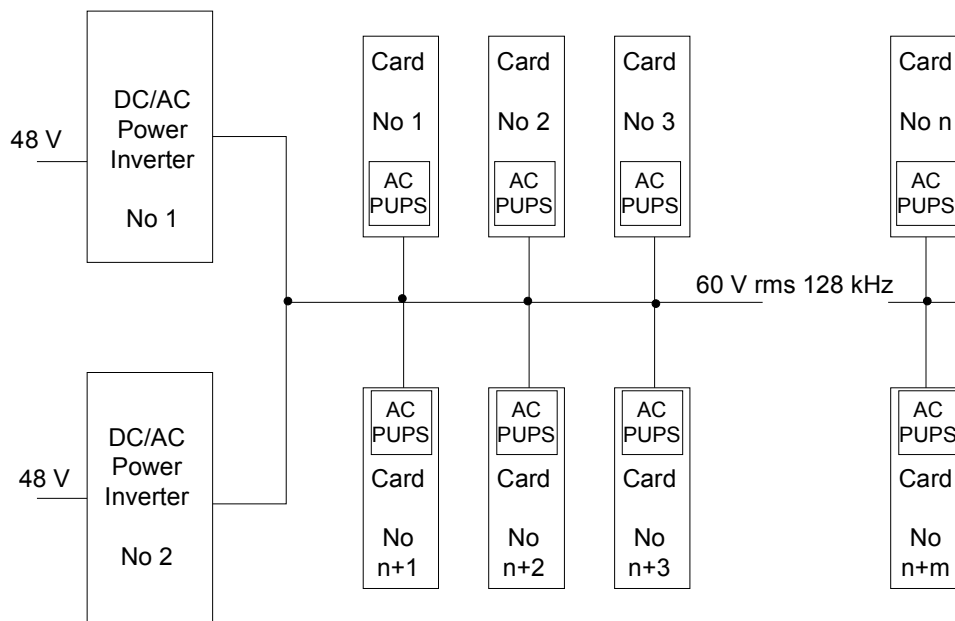 DC/AC
Power
Inverter
No 1
48 V
Card
No 1
AC
PUPS
Card
No 2
AC
PUPS
Card
No 3
AC
PUPS
Card
No n
AC
PUPS
60 V rms 128 kHz
DC/AC
Power
Inverter
No 2
48 V
AC
PUPS
Card
No
n+1
AC
PUPS
Card
No
n+2
AC
PUPS
Card
No
n+3
AC
PUPS
Card
No
n+m